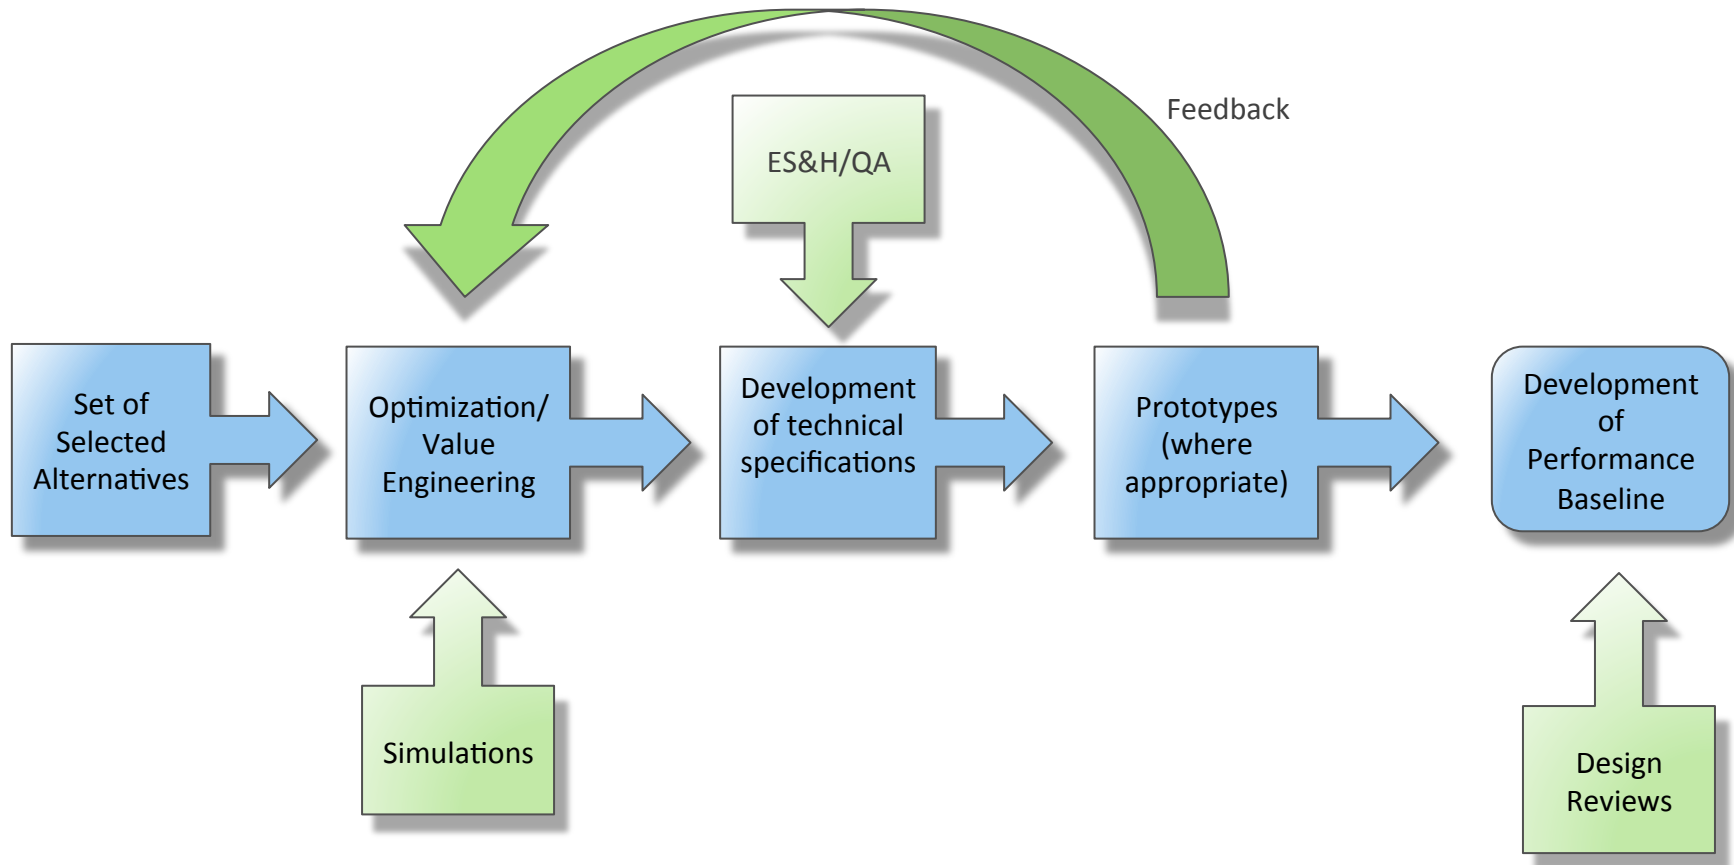 Feedback
ES&H/QA
Set of
Selected
Alternatives
Optimization/
Value
Engineering
Development
of technical
specifications
Prototypes
(where
appropriate)
Development
of
Performance
Baseline
Simulations
Design
Reviews